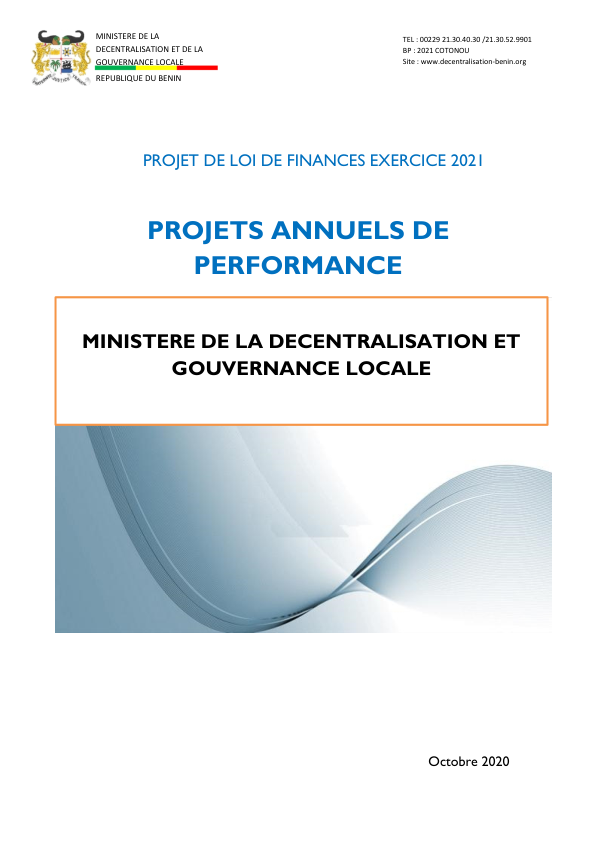 MINISTERE DE LA
DECENTRALISATION ET DE LA
GOUVERNANCE LOCALE
REPUBLIQUE DU BENIN
TEL : 00229 21.30.40.30 /21.30.52.9901
BP : 2021 COTONOU
Site : www.decentralisation-benin.org
PROJET DE LOI DE FINANCES EXERCICE 2021
PROJETS ANNUELS DE
PERFORMANCE
MINISTERE DE LA DECENTRALISATION ET
GOUVERNANCE LOCALE
Octobre 2020